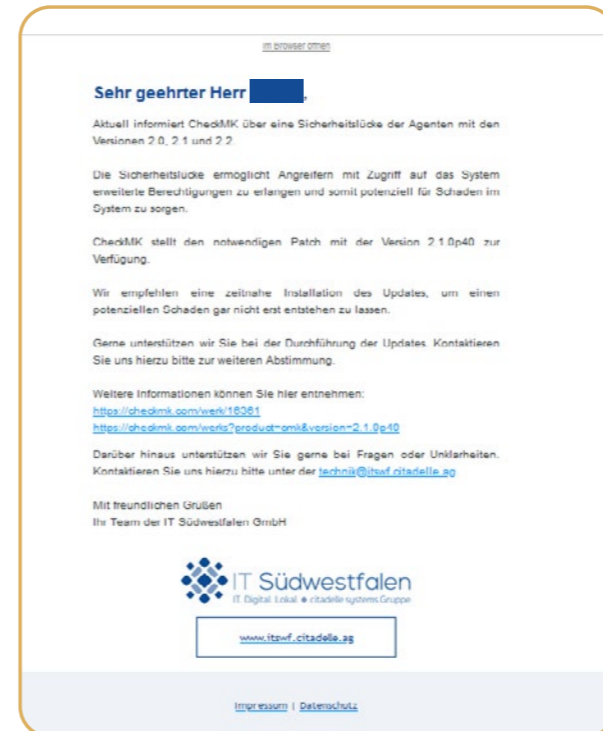 Im Browser öffnen
Sehr geehrter Herr
Aktuell informiert CheckMK über eine Sicherheitslücke der Agenten mit den
Versionen 2.0, 2.1 und 2.2.
Die Sicherheitslücke ermöglicht Angreifern mit Zugriff auf das System
erweiterte Berechtigungen zu erlangen und somit potenziell für Schaden im
System zu sorgen.
CheckMK stellt den notwendigen Patch mit der Version 2.1.0p40 zur
Verfügung.
Wir empfehlen eine zeitnahe Installation des Updates, um einen
potenziellen Schaden gar nicht erst entstehen zu lassen.
Gerne unterstützen wir Sie bei der Durchführung der Updates. Kontaktieren
Sie uns hierzu bitte zur weiteren Abstimmung.
Weitere Informationen können Sie hier entnehmen:
https://checkmk.com/werk/16361
https://checkmk.com/werks?product=cmk&version=2.1.0p40
Darüber hinaus unterstützen wir Sie gerne bei Fragen oder Unklarheiten.
Kontaktieren Sie uns hierzu bitte unter der technik@itswf.citadelle.ag
Mit freundlichen Grüßen
Ihr Team der IT Südwestfalen GmbH
IT Südwestfalen
IT. Digital. Lokal. • citadelle systems Gruppe
www.itswf.citadelle.ag
Impressum | Datenschutz